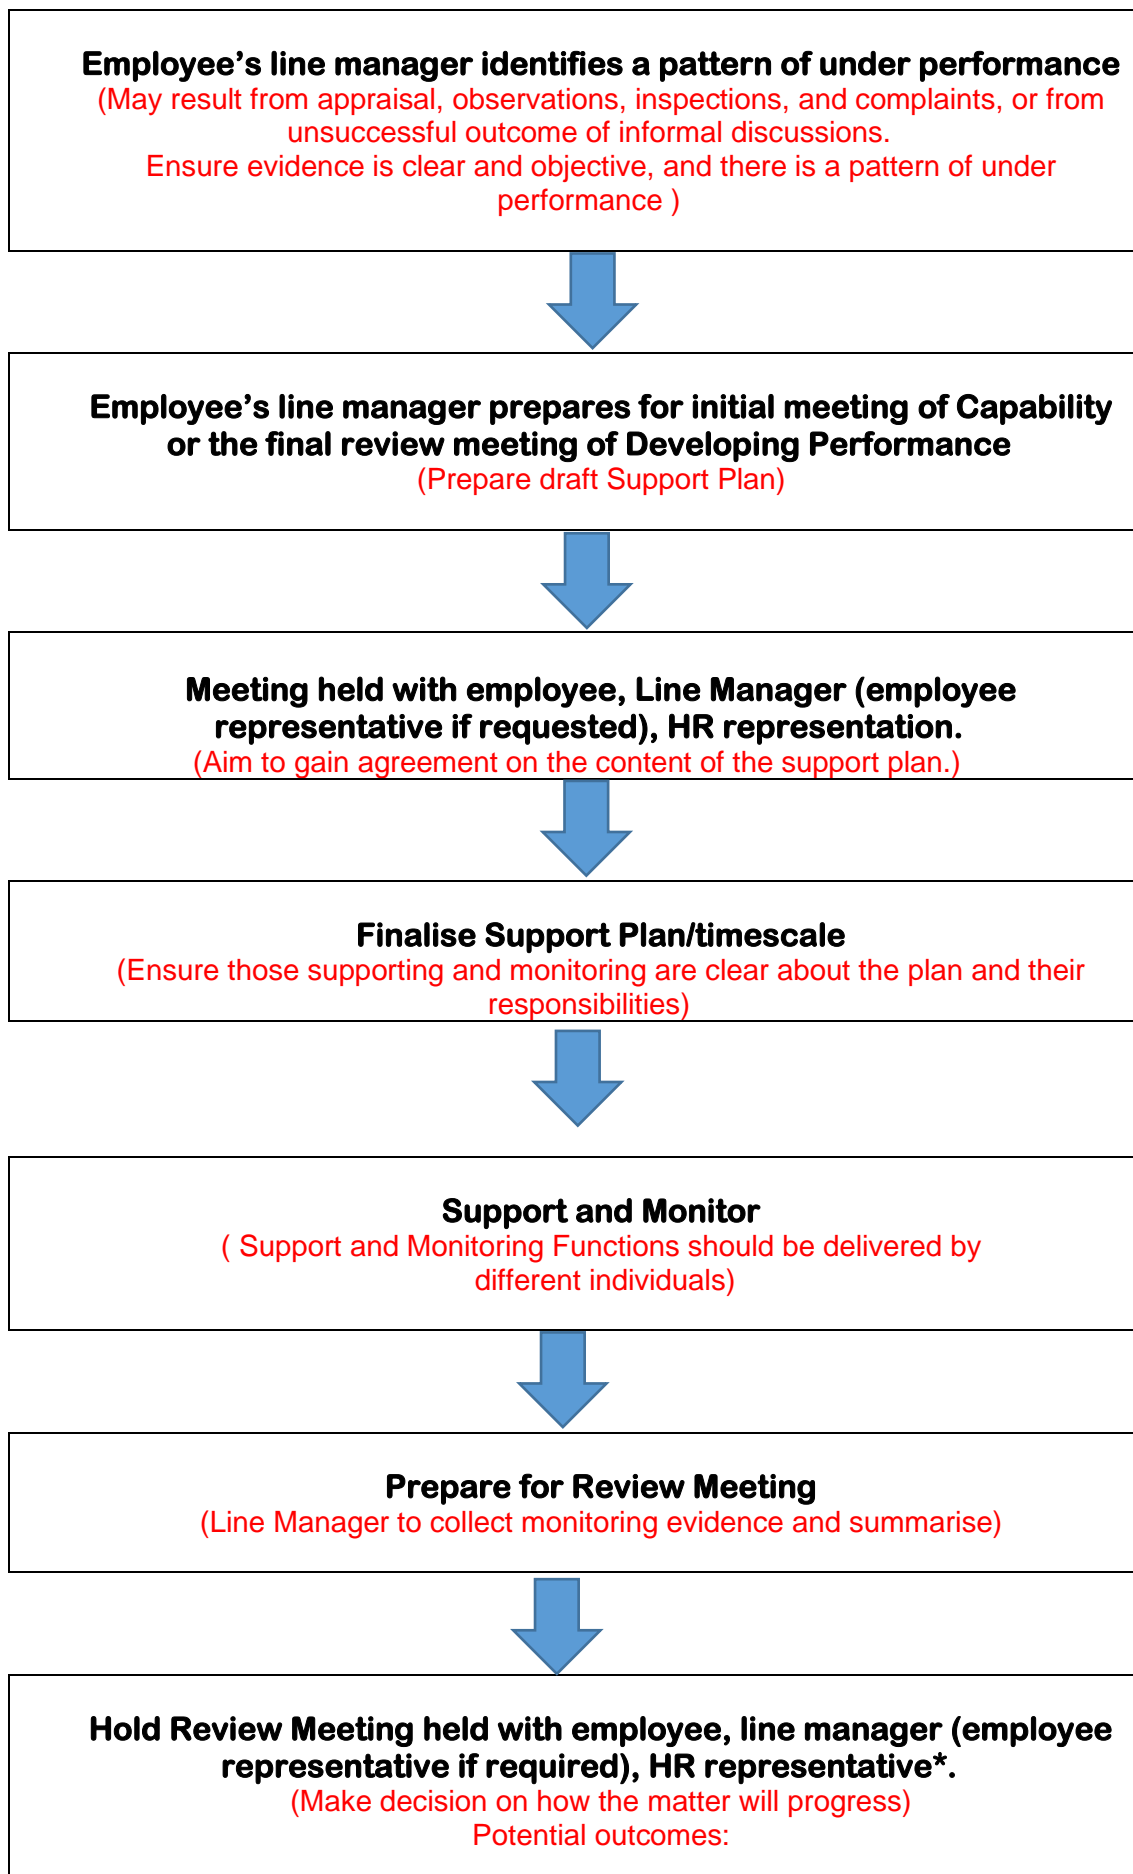 Employee’s line manager identifies a pattern of under performance
(May result from appraisal, observations, inspections, and complaints, or from
unsuccessful outcome of informal discussions.
Ensure evidence is clear and objective, and there is a pattern of under
performance )
Employee’s line manager prepares for initial meeting of Capability
or the final review meeting of Developing Performance
(Prepare draft Support Plan)
Meeting held with employee, Line Manager (employee
representative if requested), HR representation.
(Aim to gain agreement on the content of the support plan.)
Finalise Support Plan/timescale
(Ensure those supporting and monitoring are clear about the plan and their
responsibilities)
Support and Monitor
( Support and Monitoring Functions should be delivered by
different individuals)
Prepare for Review Meeting
(Line Manager to collect monitoring evidence and summarise)
Hold Review Meeting held with employee, line manager (employee
representative if required), HR representative*.
(Make decision on how the matter will progress)
Potential outcomes: